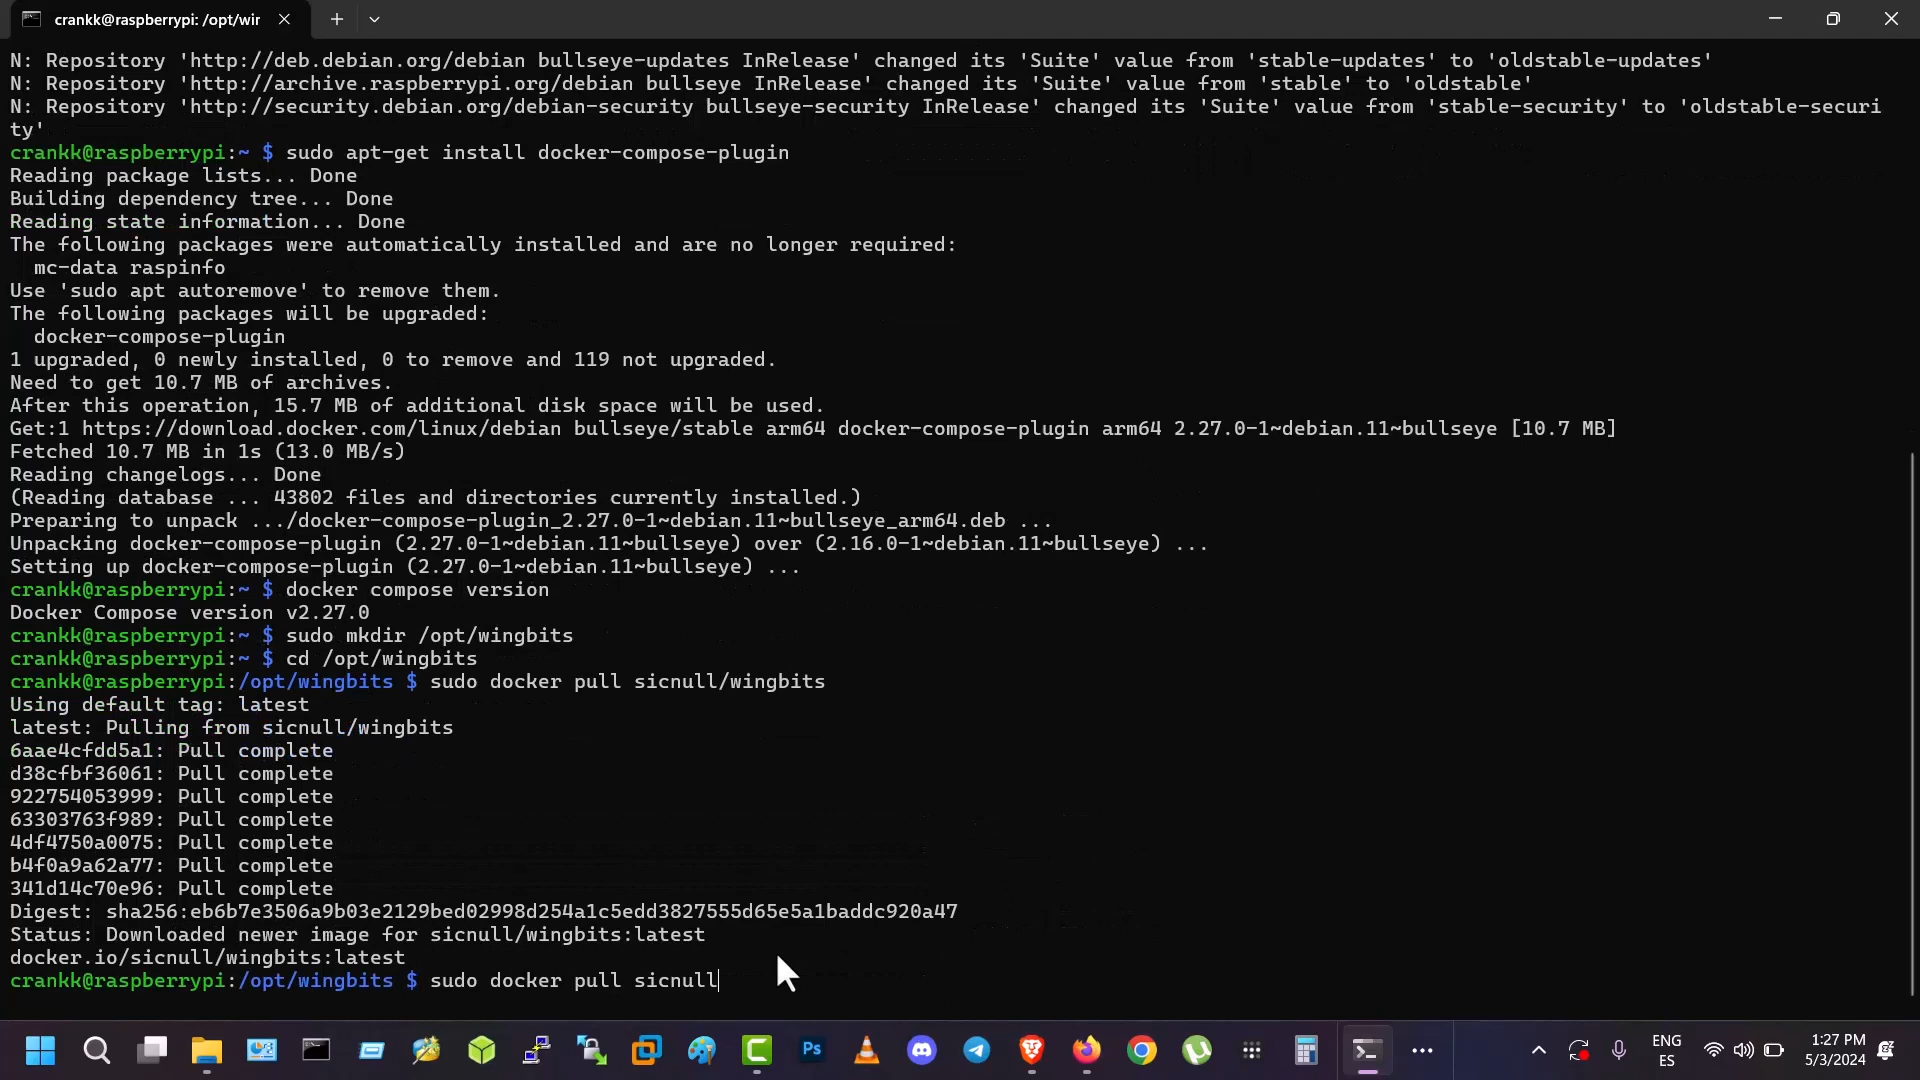 crankk@raspberrypi: /opt/wir
N: Repository 'http://deb.debian.org/debian bullseye-updates InRelease' changed its 'Suite' value from 'stable-updates' to 'oldstable-updates'
N: Repository 'http://archive.raspberrypi.org/debian bullseye InRelease' changed its 'Suite' value from 'stable' to 'oldstable'
N: Repository 'http://security.debian.org/debian-security bullseye-security InRelease' changed its 'Suite' value from 'stable-security' to 'oldstable-securi
ty'
crankk@raspberrypi:~ $ sudo apt-get install docker-compose-plugin
Reading package lists... Done
Building dependency tree... Done
Reading state information... Done
The following packages were automatically installed and are no longer required:
mc-data raspinfo
Use 'sudo apt autoremove' to remove them.
The following packages will be upgraded:
docker-compose-plugin
1 upgraded, 0 newly installed, 0 to remove and 119 not upgraded.
Need to get 10.7 MB of archives.
After this operation, 15.7 MB of additional disk space will be used.
Get:1 https://download.docker.com/linux/debian bullseye/stable arm64 docker-compose-plugin arm64 2.27.0-1~debian.11~bullseye [10.7 MB]
Fetched 10.7 MB in 1s (13.0 MB/s)
Reading changelogs... Done
(Reading database ... 43802 files and directories currently installed.)
Preparing to unpack .../docker-compose-plugin_2.27.0-1~debian.11~bullseye_arm64.deb ...
Unpacking docker-compose-plugin (2.27.0-1~debian.11~bullseye) over (2.16.0-1~debian.11~bullseye) ...
Setting up docker-compose-plugin (2.27.0-1~debian.11~bullseye) ...
crankk@raspberrypi:~ $ docker compose version
Docker Compose version v2.27.0
crankk@raspberrypi:~ $ sudo mkdir /opt/wingbits
crankk@raspberrypi:~ $ cd /opt/wingbits
crankk@raspberrypi:/opt/wingbits $ sudo docker pull sicnull/wingbits
Using default tag: latest
latest: Pulling from sicnull/wingbits
6aae4cfdd5a1: Pull complete
d38cfbf36061: Pull complete
922754053999: Pull complete
63303763f989: Pull complete
4df4750a0075: Pull complete
b4f0a9a62a77: Pull complete
341d14c70e96: Pull complete
Digest: sha256:eb6b7e3506a9b03e2129bed02998d254a1c5edd3827555d65e5a1baddc920a47
Status: Downloaded newer image for sicnull/wingbits:latest
docker.io/sicnull/wingbits:latest
crankk@raspberrypi:/opt/wingbits $ sudo docker pull sicnull
Ps
ENG
ES
1:27 PM
5/3/2024